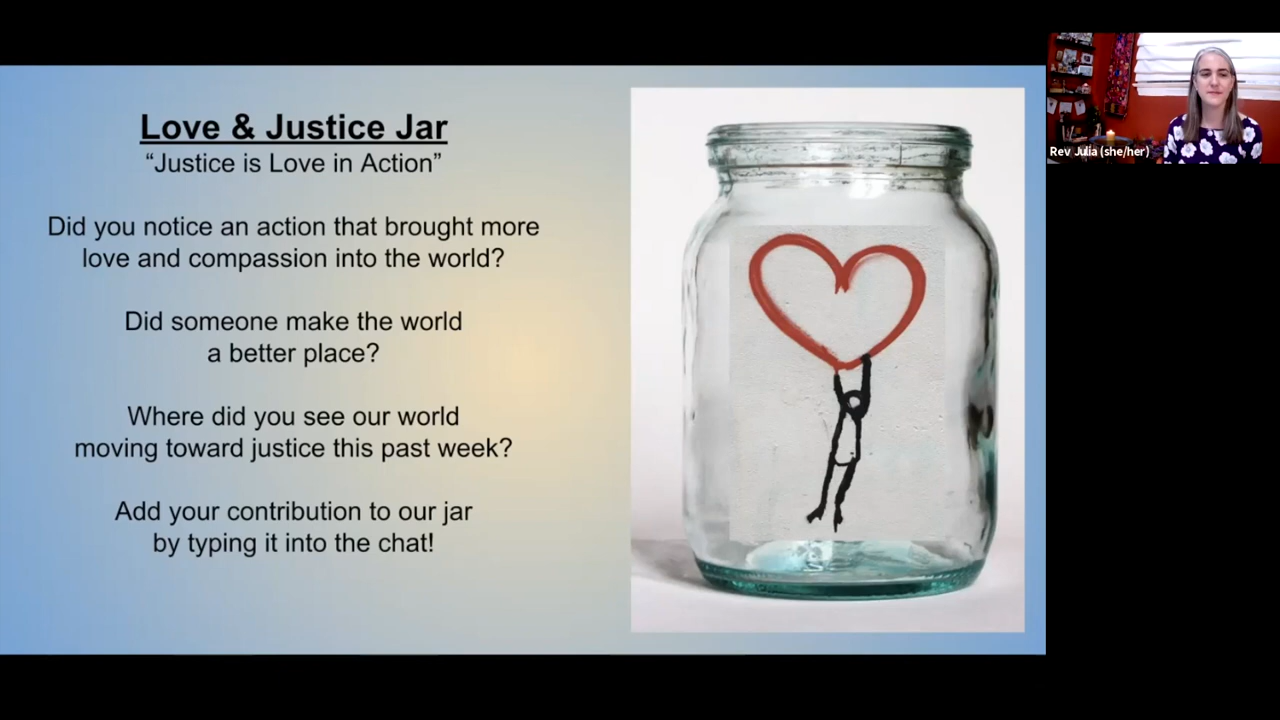 Love & Justice Jar
“Justice is Love in Action”
Did you notice an action that brought more
love and compassion into the world?
Did someone make the world
a better place?
Where did you see our world
moving toward justice this past week?
Add your contribution to our jar
by typing it into the chat!
Rev Julia (she/her)